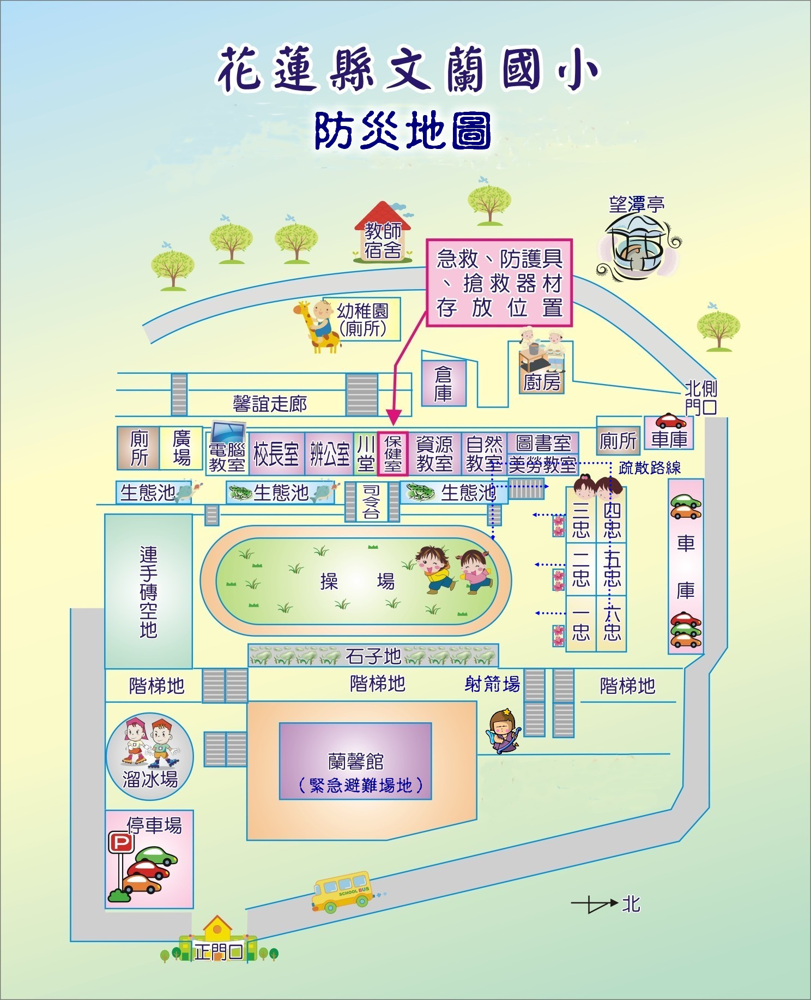 花蓮縣文蘭國小
防災地圖
望潭亭
教師
宿舍
急救、防護具
、搶救器材
存放位置
幼稚園
(廁所)
倉庫
廚房
北側
門口
馨誼走廊
廁所
廣場
電腦
教室
校長室
辦公室
川堂
保健室
資源
教室
自然
教室
圖書室
美勞教室
廁所
車庫
疏散路線
生態池
生態池
司令台
生態池
三忠
四忠
二忠
五忠
一忠
六忠
車庫
連手磚空地
操場
石子地
階梯地
階梯地
射箭場
階梯地
溜冰場
蘭馨館
(緊急避難場地)
停車場
P
SCHOOL BUS
北
正門口